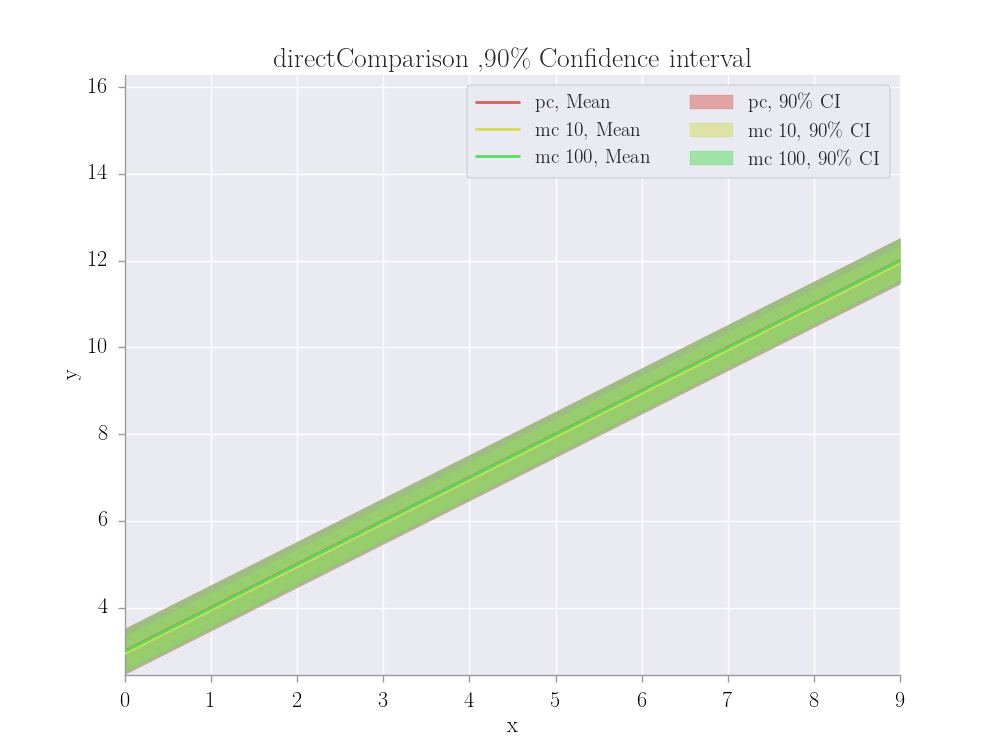 directComparison ,90% Confidence interval
pc, Mean
mc 10, Mean
mc 100, Mean
pc, 90% CI
mc 10, 90% CI
mc 100, 90% CI
16
14
12
10
8
6
4
y
0 1 2 3 4 5 6 7 8 9
x